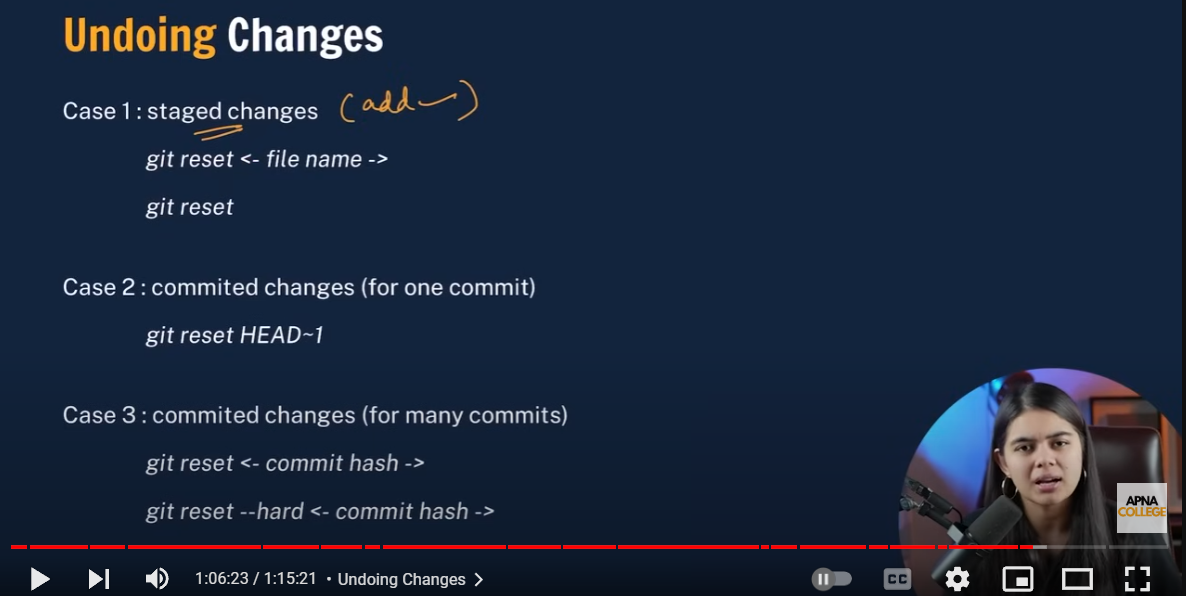 Undoing Changes
Case 1 : staged changes (add ✓)
git reset <- file name ->
git reset
Case 2 : commited changes (for one commit)
git reset HEAD~1
Case 3 : commited changes (for many commits)
git reset <- commit hash ->
git reset --hard <- commit hash ->
APNA
COLLEGE
1:06:23 / 1:15:21 • Undoing Changes >
CC